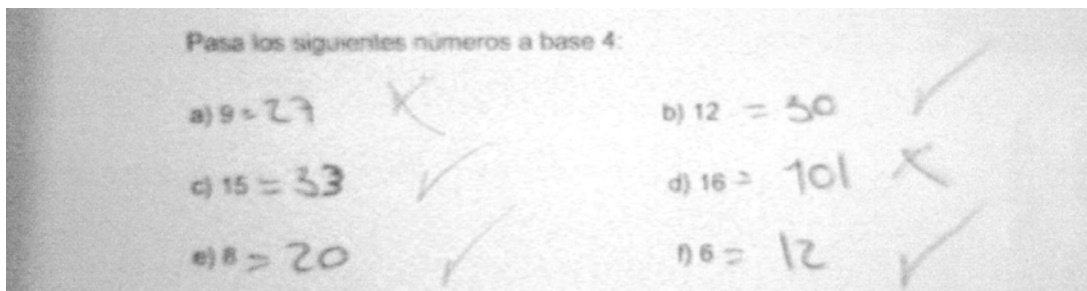 Pasa los siguientes números a base 4:
a) 9 = 27
b) 12 = 30
c) 15 = 33
d) 16 = 101
e) 8 = 20
f) 6 = 12